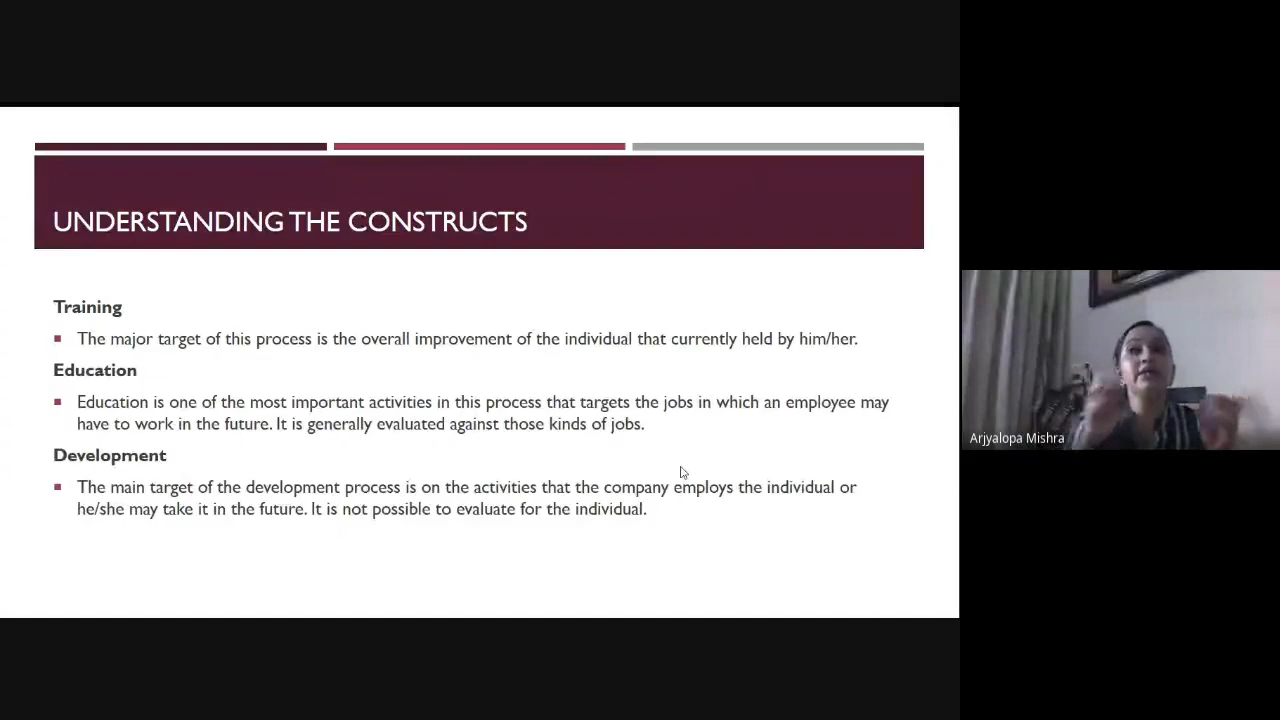 UNDERSTANDING THE CONSTRUCTS
Training
The major target of this process is the overall improvement of the individual that currently held by him/her.
Education
Education is one of the most important activities in this process that targets the jobs in which an employee may
have to work in the future. It is generally evaluated against those kinds of jobs.
Development
The main target of the development process is on the activities that the company employs the individual or
he/she may take it in the future. It is not possible to evaluate for the individual.
Arjyalopa Mishra